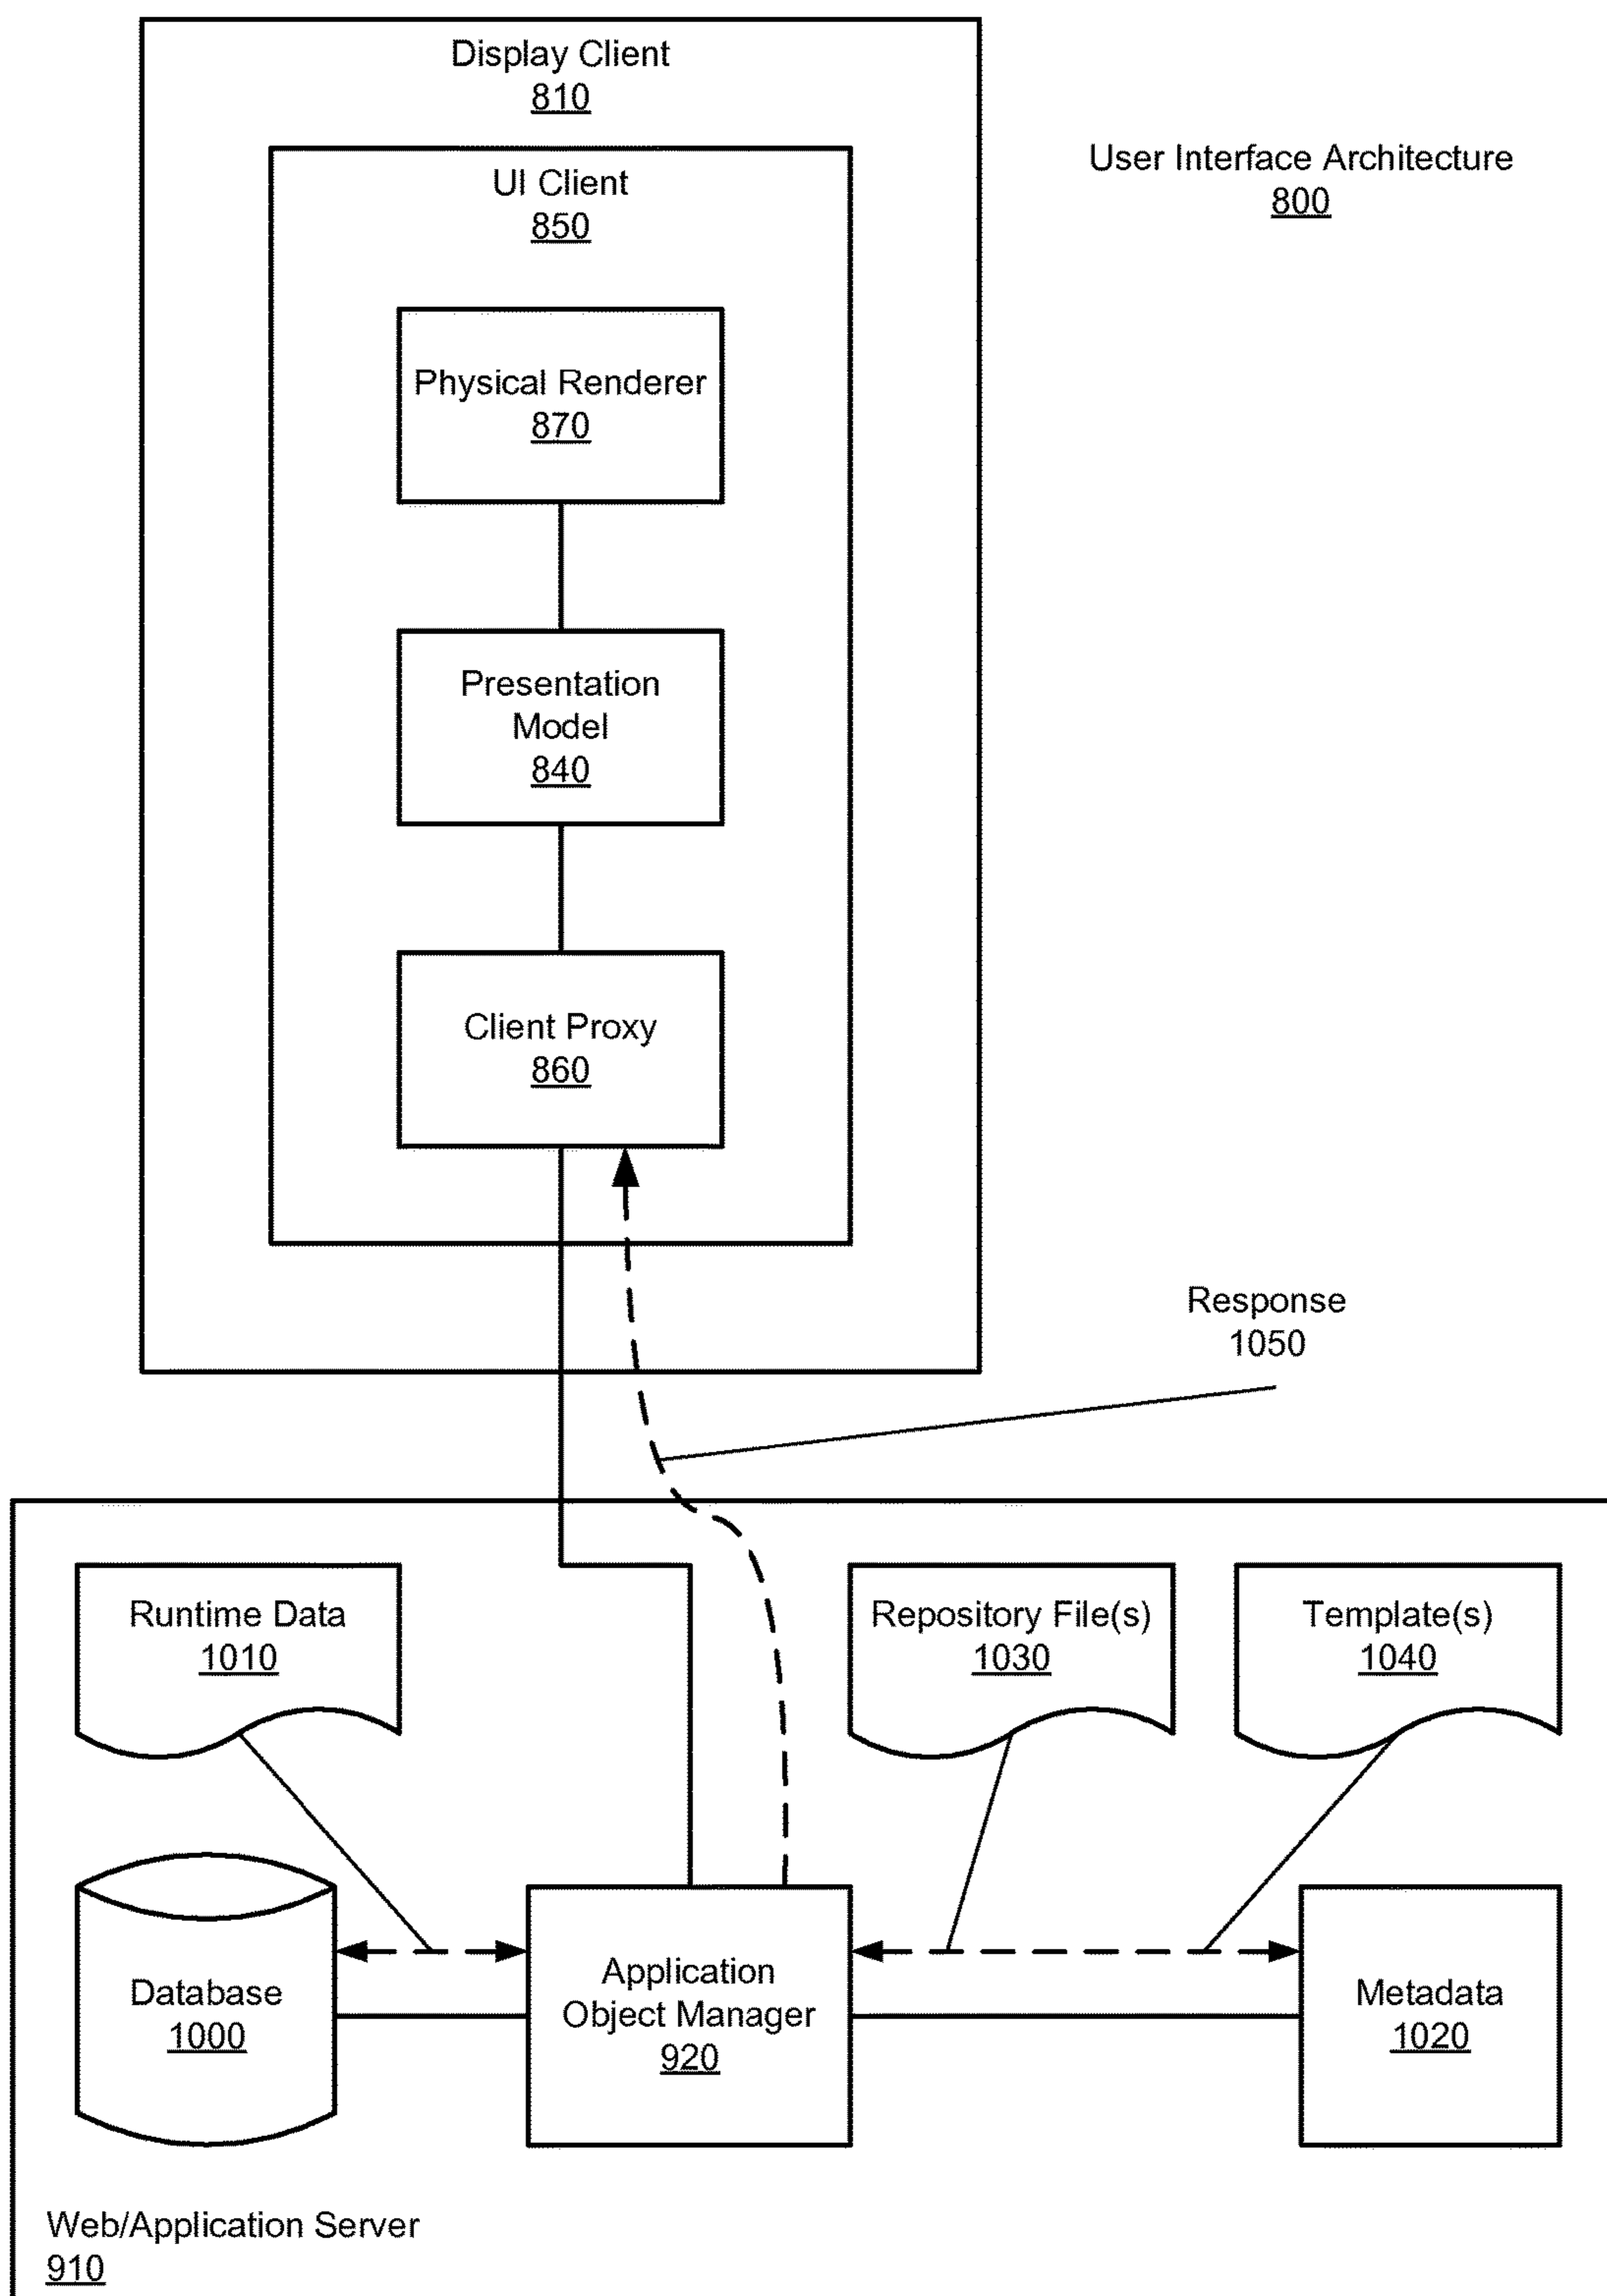 Display Client
810
User Interface Architecture
800
UI Client
850
Physical Renderer
870
Presentation
Model
840
Client Proxy
860
Response
1050
Runtime Data
1010
Repository File(s)
1030
Template(s)
1040
Database
1000
Application
Object Manager
920
Metadata
1020
Web/Application Server
910